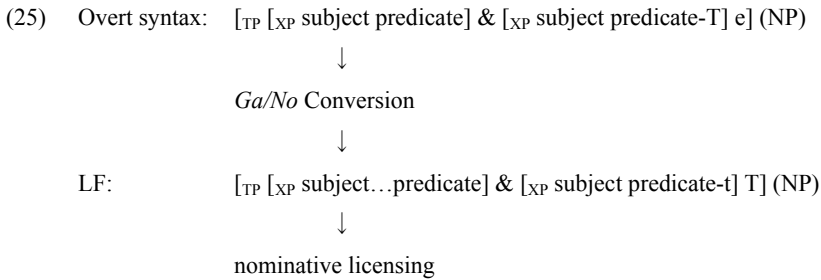 (25) Overt syntax: [TP [XP subject predicate] & [XP subject predicate-T] e] (NP)
↓
Ga/No Conversion
↓
LF: [TP [XP subject…predicate] & [XP subject predicate-t] T] (NP)
↓
nominative licensing